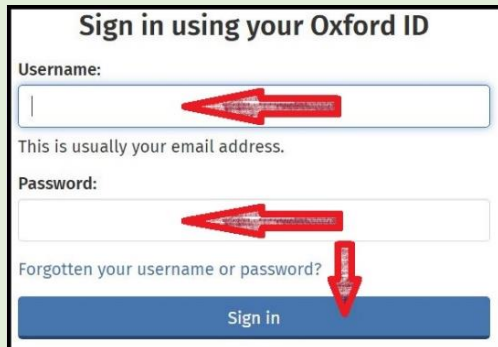 Sign in using your Oxford ID
Username:
This is usually your email address.
Password:
Forgotten your username or password?
Sign in